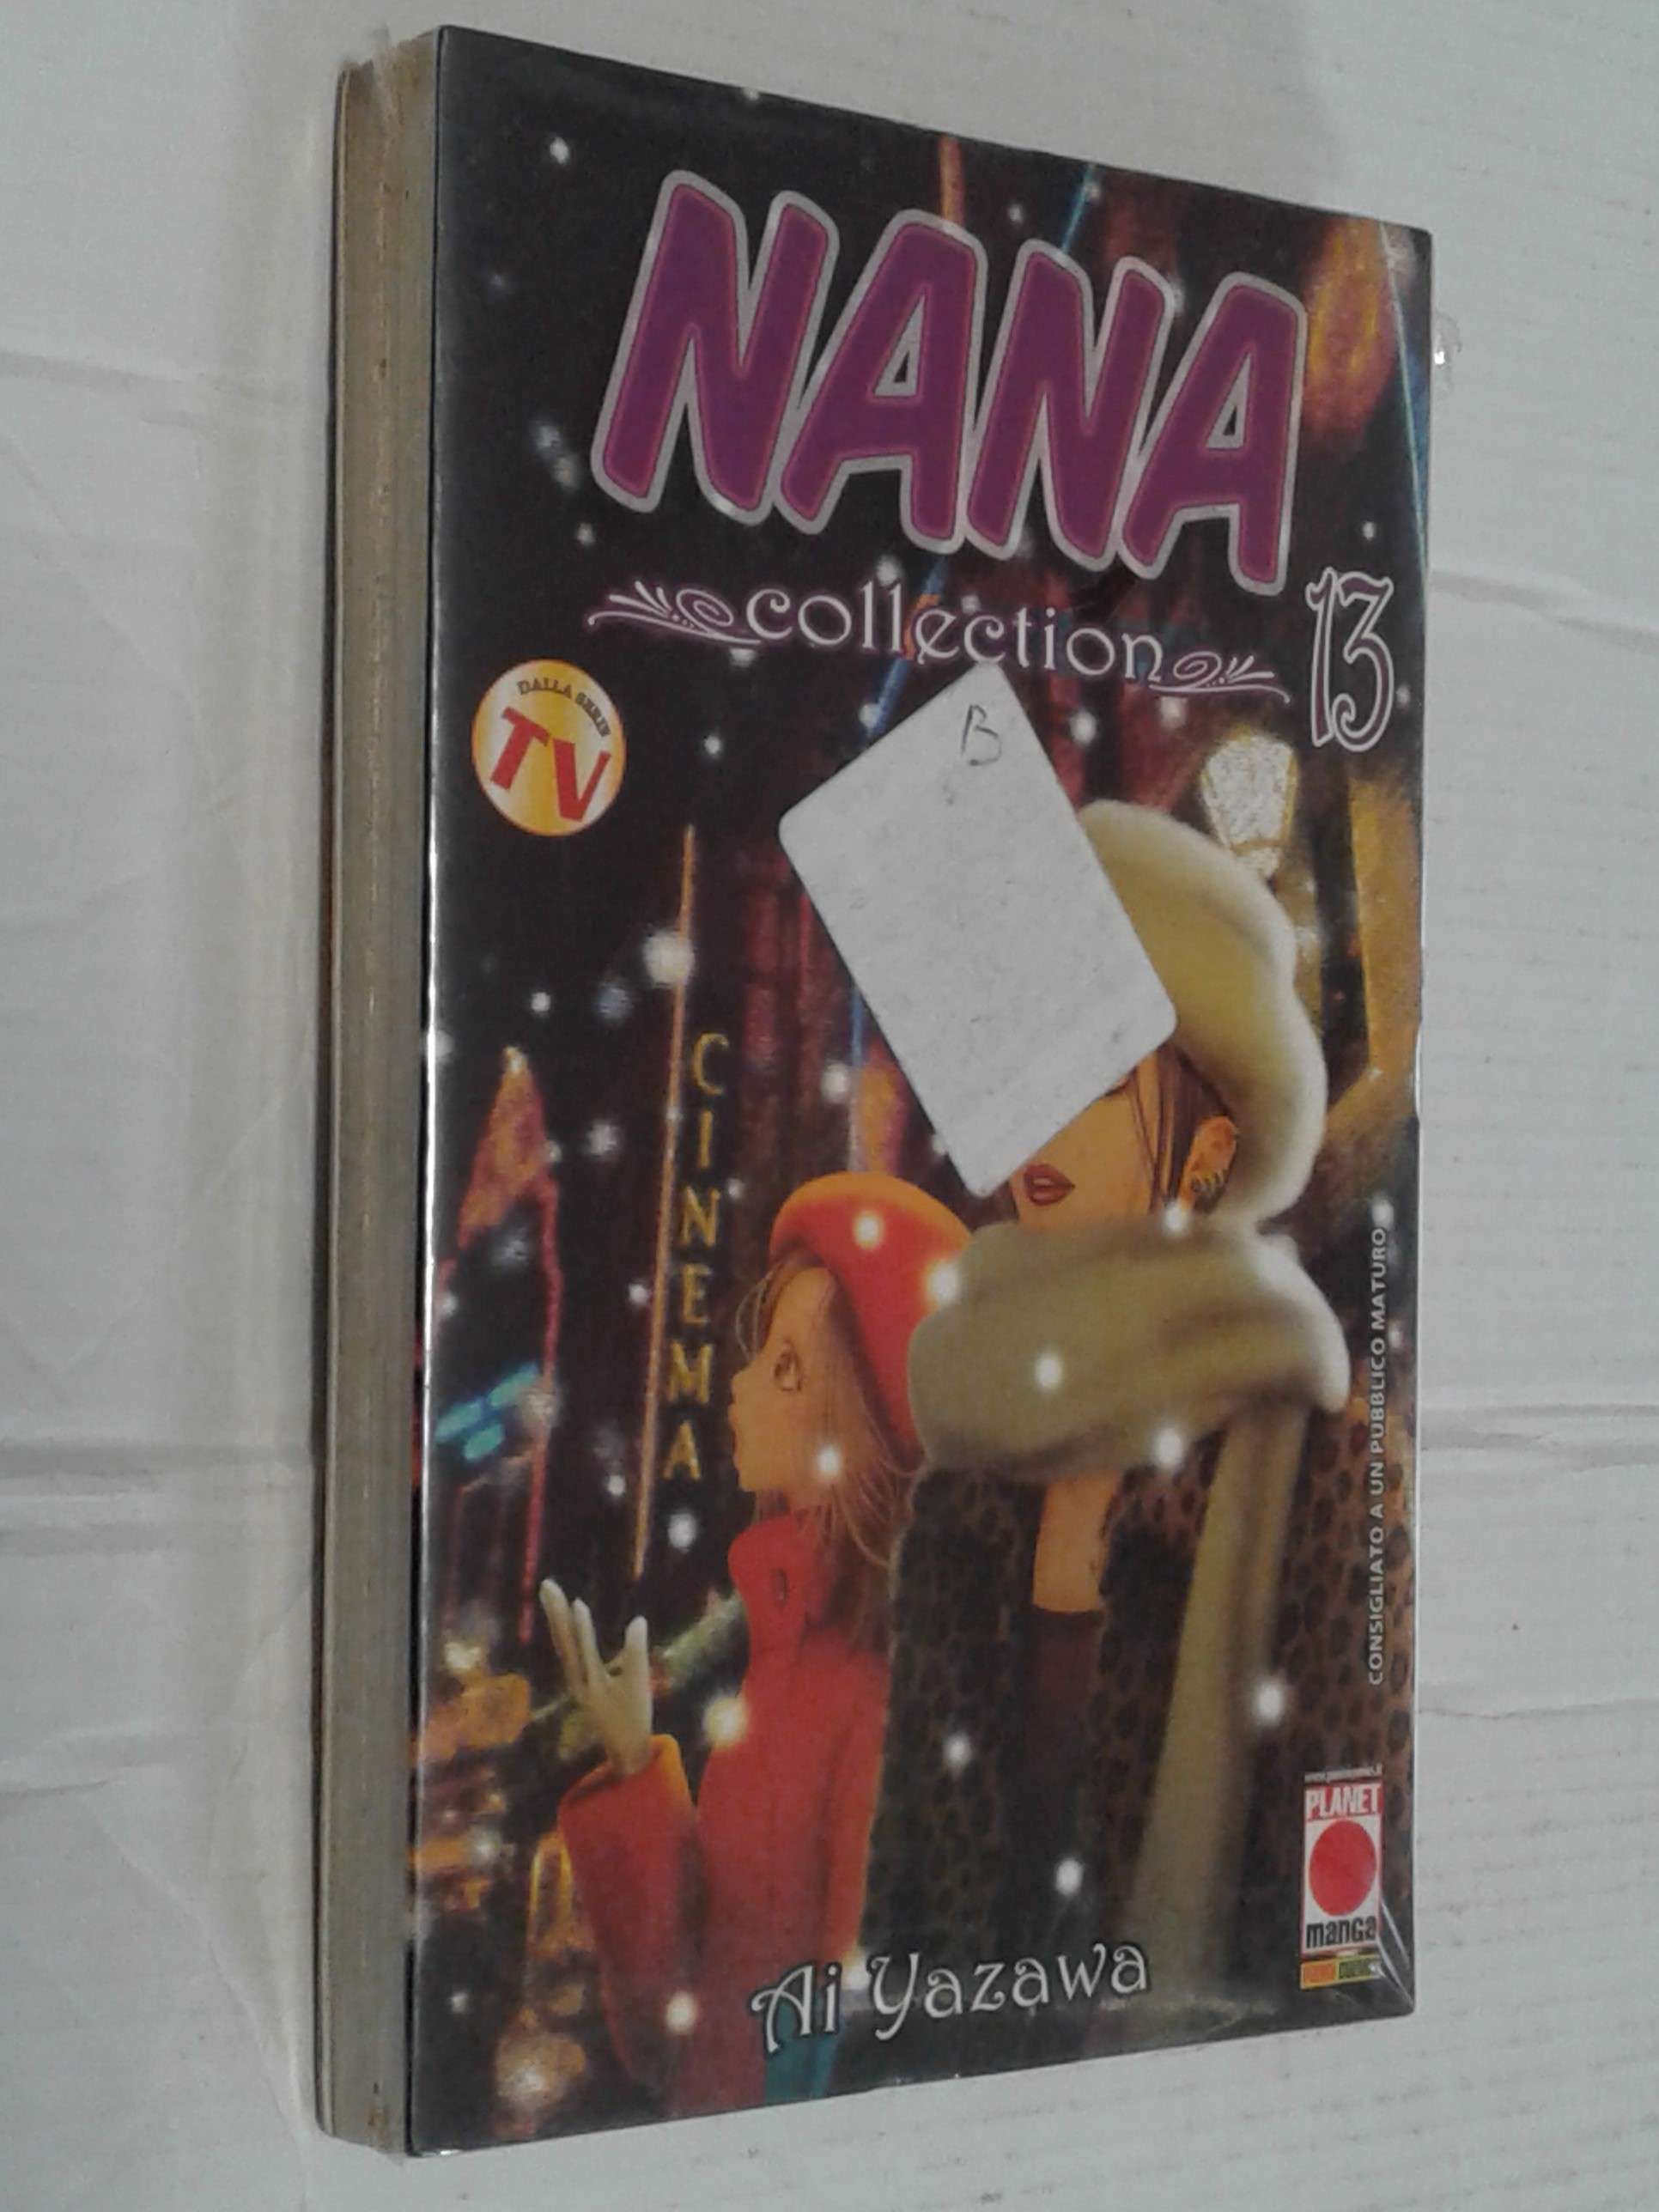 NANA
collection 13
DALLA SERIE
TV
B
CINEMA
CONSIGLIATO A UN PUBBLICO MATURO
PLANET
manga
Ai Yazawa